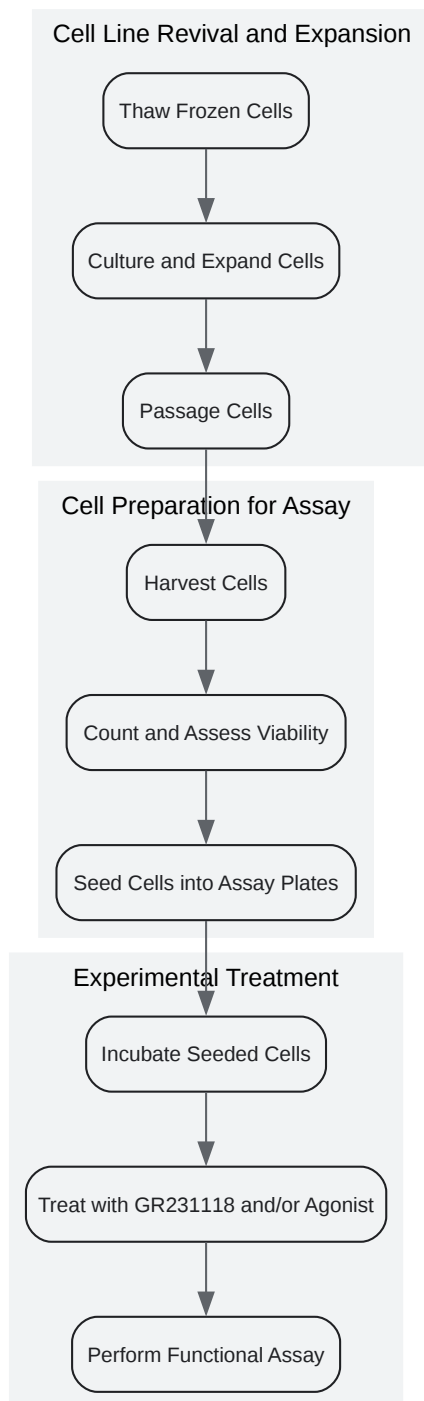 Cell Line Revival and Expansion
Thaw Frozen Cells
Culture and Expand Cells
Passage Cells
Cell Preparation for Assay
Harvest Cells
Count and Assess Viability
Seed Cells into Assay Plates
Experimental Treatment
Incubate Seeded Cells
Treat with GR231118 and/or Agonist
Perform Functional Assay